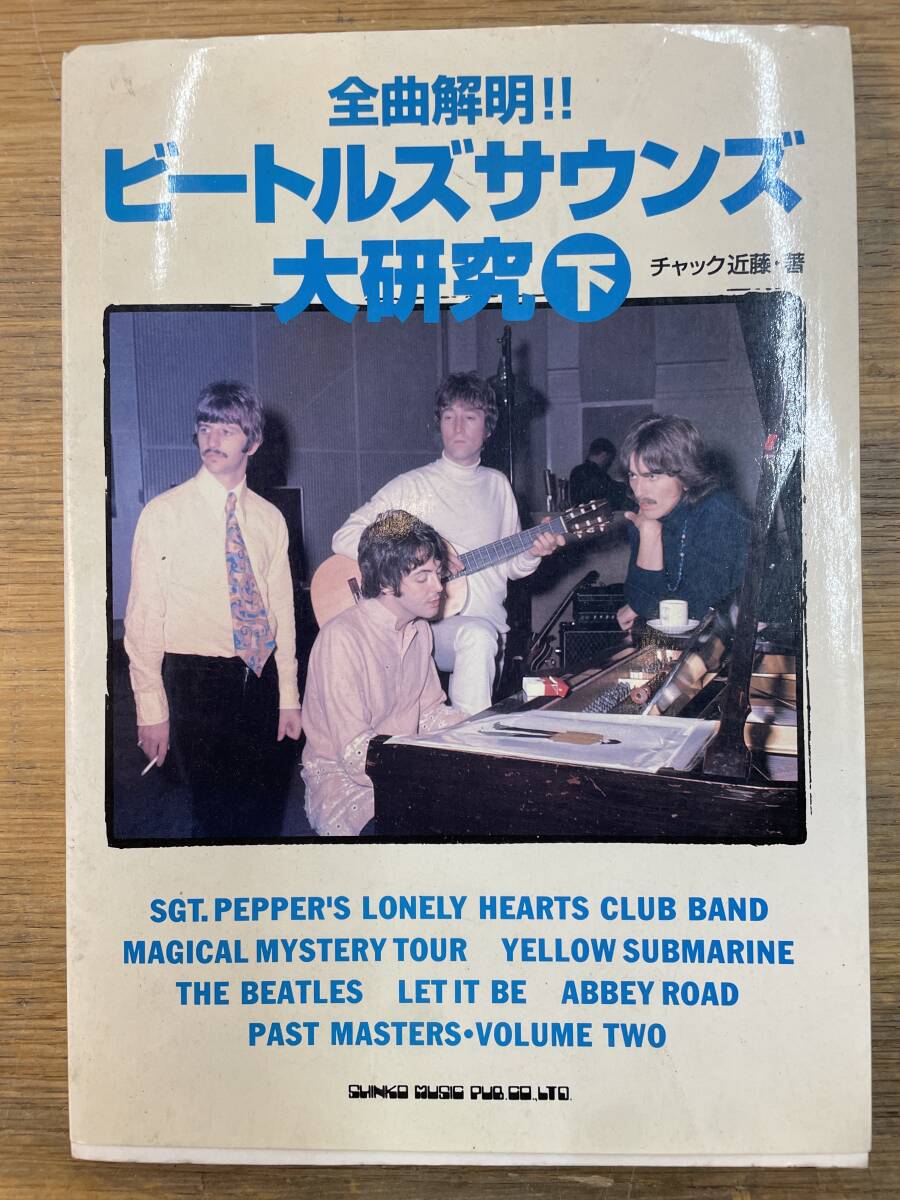 全曲解明!!
ビートルズサウンズ
大研究下
チャック近藤・著
SGT. PEPPER'S LONELY HEARTS CLUB BAND
MAGICAL MYSTERY TOUR YELLOW SUBMARINE
THE BEATLES LET IT BE ABBEY ROAD
PAST MASTERS・VOLUME TWO
SHINKO MUSIC PUB. CO., LTD.